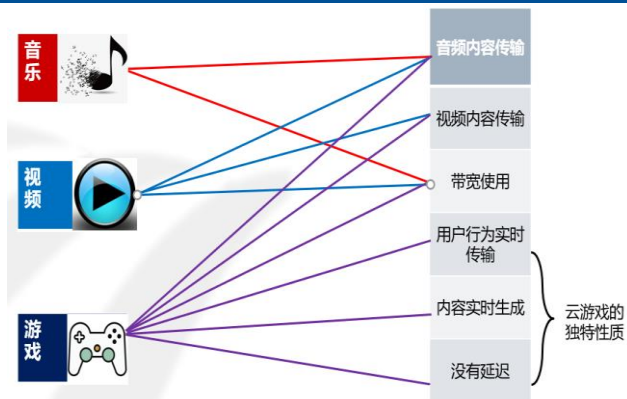 音乐
视频
游戏
音频内容传输
视频内容传输
带宽使用
用户行为实时
传输
内容实时生成
没有延迟
云游戏的
独特性质